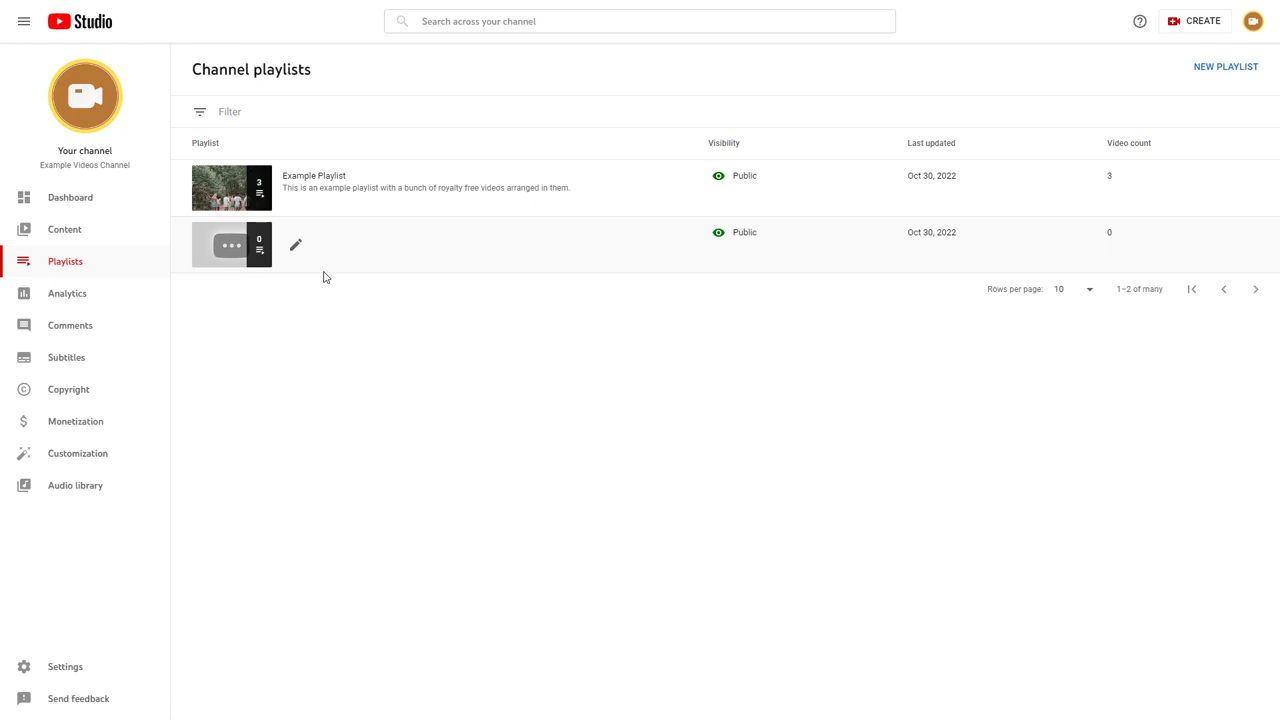 Studio
Search across your channel
CREATE
Channel playlists
NEW PLAYLIST
Filter
Your channel
Example Videos Channel
Dashboard
Content
Playlists
Analytics
Comments
Subtitles
Copyright
Monetization
Customization
Audio library
Settings
Send feedback
Playlist Visibility Last updated Video count
3 Example Playlist Public Oct 30, 2022 3
This is an example playlist with a bunch of royalty free videos arranged in them.
0 Public Oct 30, 2022 0
Rows per page: 10 1–2 of many